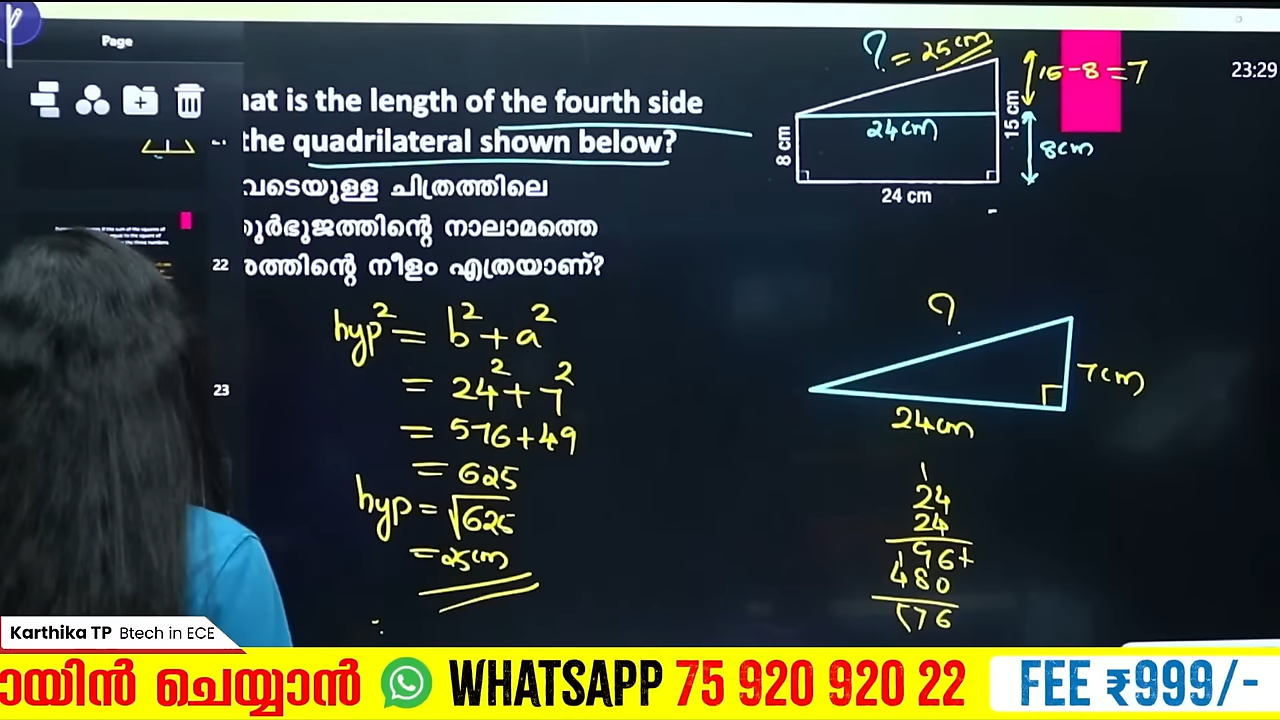 Page
23:29
? = 25cm
15-8=7
hat is the length of the fourth side
the quadrilateral shown below?
24cm
8 cm
15 cm
8cm
24 cm
വടെയുള്ള ചിത്രത്തിലെ
തുർഭുജത്തിന്റെ നാലാമത്തെ
ത്തിന്റെ നീളം എത്രയാണ്?
22
23
hyp² = b² + a²
= 24² + 7²
= 576+49
= 625
hyp = √625
= 25cm
?
7cm
24cm
1
24
24
196+
480
576
Karthika TP Btech in ECE
ായിൻ ചെയ്യാൻ WHATSAPP 75 920 920 22 FEE ₹999/-